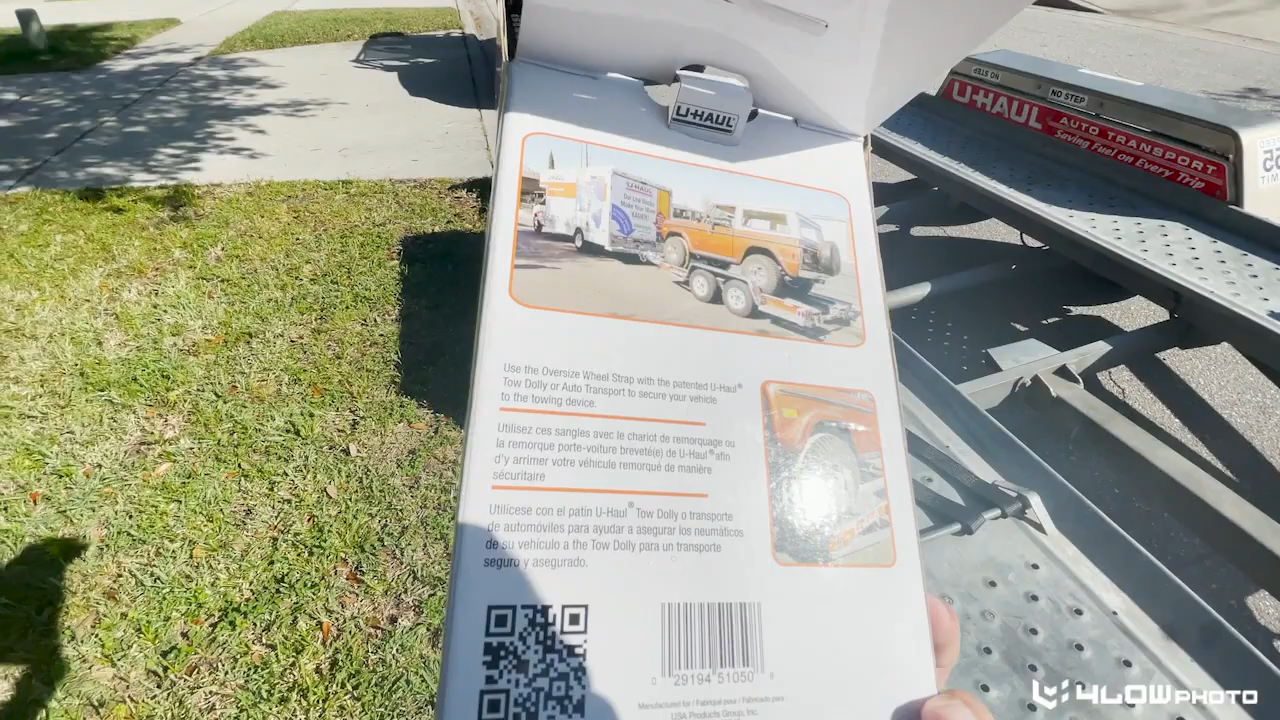 STEP ON
NO STEP
U-HAUL AUTO TRANSPORT
Saving Fuel on Every Trip
55
U-HAUL
U-HAUL
Use the Oversize Wheel Strap with the patented U-Haul®
Tow Dolly or Auto Transport to secure your vehicle
to the towing device.
Utilisez ces sangles avec le chariot de remorquage ou
la remorque porte-voiture breveté(e) de U-Haul® afin
d'y arrimer votre véhicule remorqué de manière
sécuritaire
Utilícese con el patín U-Haul® Tow Dolly o transporte
de automóviles para ayudar a asegurar los neumáticos
de su vehículo a the Tow Dolly para un transporte
seguro y asegurado.
0 29194 51050
Manufactured for / Fabriqué pour / Fabricado para
USA Products Group, Inc.
4LOWPHOTO